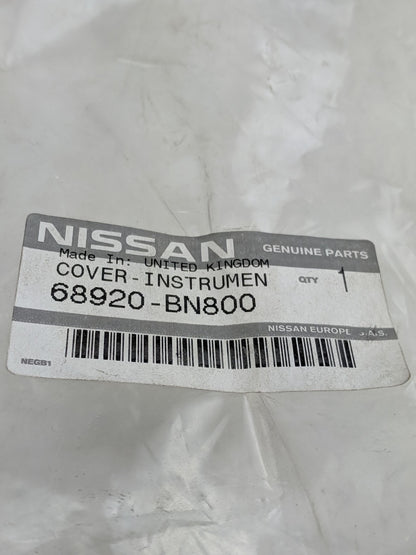 NISSAN
GENUINE PARTS
Made In: UNITED KINGDOM
COVER-INSTRUMEN
QTY 1
68920-BN800
NISSAN EUROPE S.A.S.
NEGB1